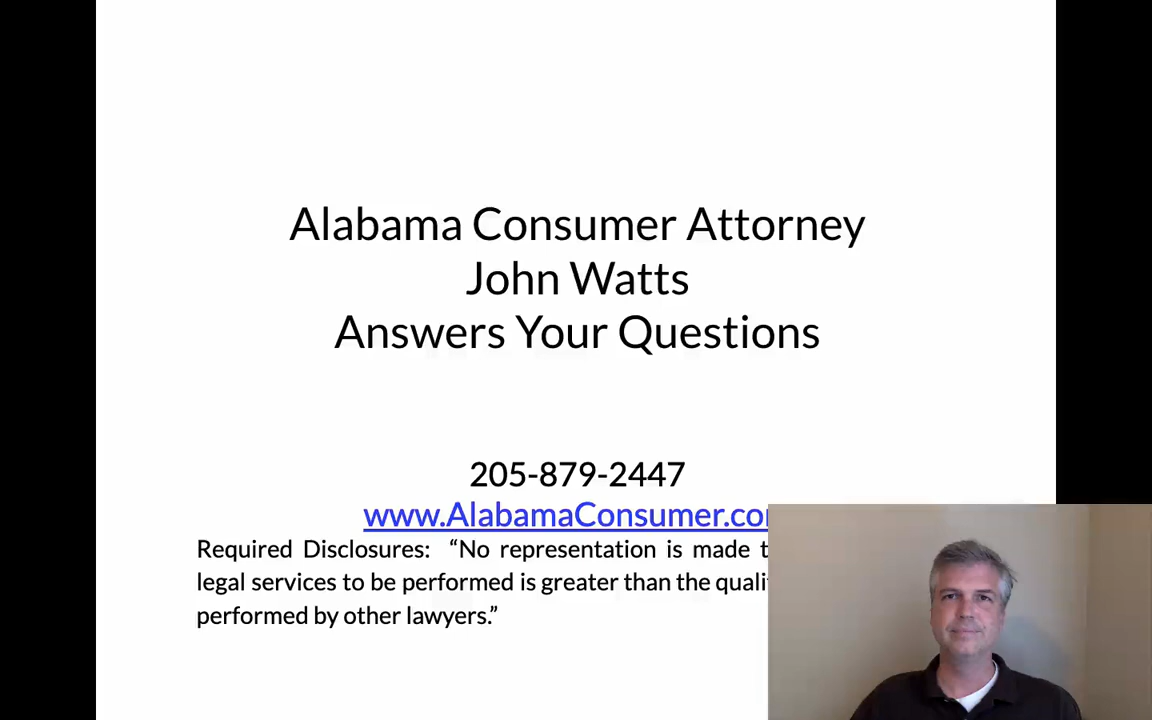 Alabama Consumer Attorney
John Watts
Answers Your Questions
205-879-2447
www.AlabamaConsumer.co
Required Disclosures: “No representation is made
legal services to be performed is greater than the
performed by other lawyers.”